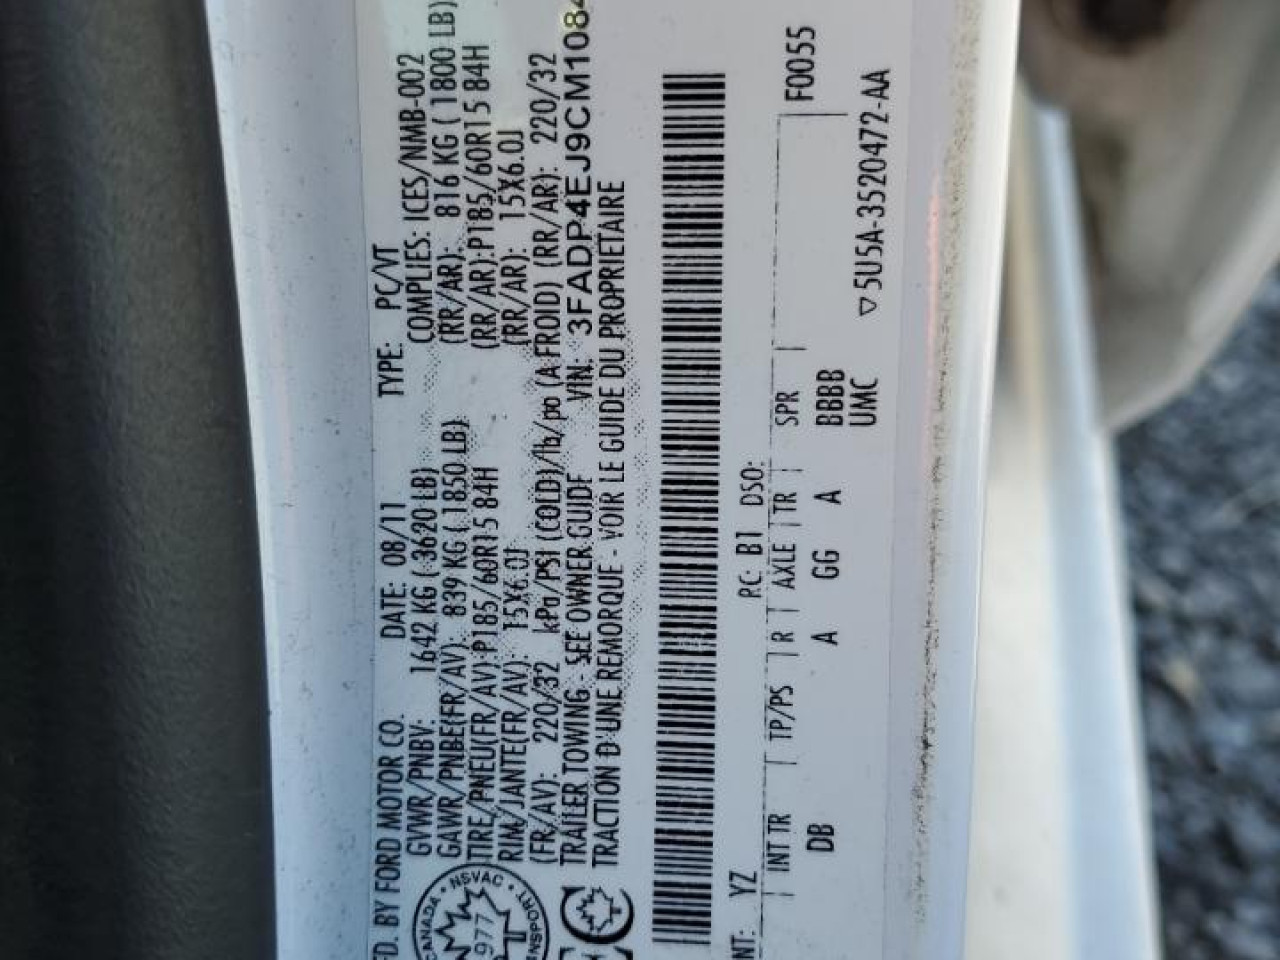 FD. BY FORD MOTOR CO. DATE: 08/11 TYPE: PC/VT
GVWR/PNBV: 1642 KG ( 3620 LB) COMPLIES: ICES/NMB-002
GAWR/PNBE(FR/AV): 839 KG ( 1850 LB) (RR/AR): 816 KG ( 1800 LB)
TIRE/PNEU(FR/AV):P185/60R15 84H (RR/AR):P185/60R15 84H
RIM/JANTE(FR/AV): 15X6.0J (RR/AR): 15X6.0J
(FR/AV): 220/32 kPa/PSI (COLD)/lb/po (A FROID) (RR/AR): 220/32
TRAILER TOWING - SEE OWNER GUIDE VIN: 3FADP4EJ9CM108
TRACTION D'UNE REMORQUE - VOIR LE GUIDE DU PROPRIETAIRE
CANADA • NSVAC • TRANSPORT
977
NT: YZ RC: B1 DSO:
INT TR TP/PS R AXLE TR SPR F0055
DB A GG A BBBB
UMC
▽5U5A-3520472-AA